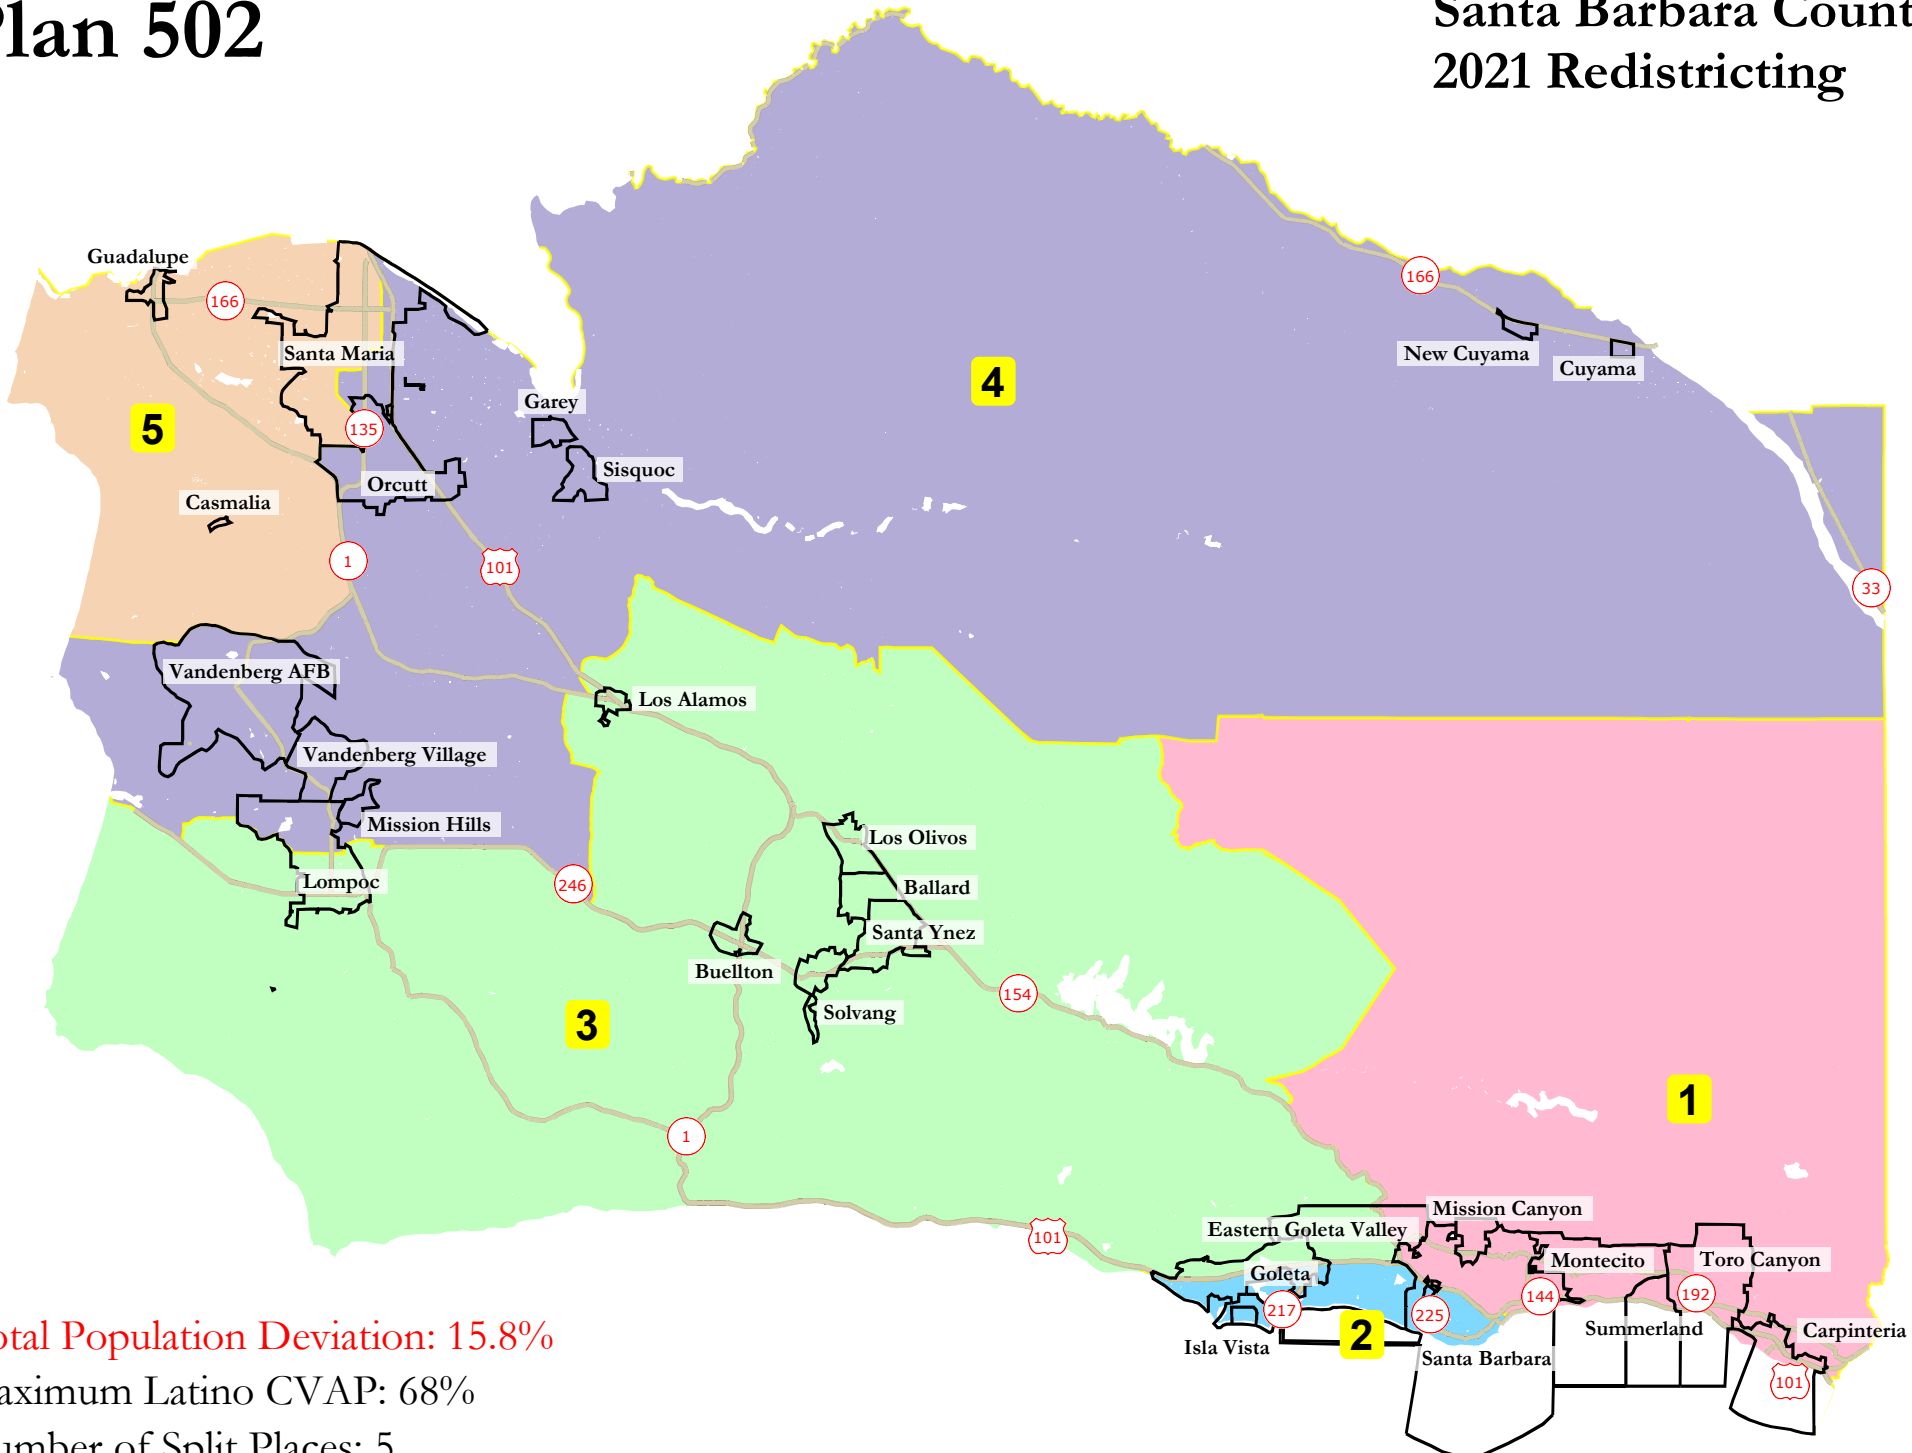 lan 502
Santa Barbara Count
2021 Redistricting
Guadalupe
166
Santa Maria
5
135
Orcutt
Casmalia
Garey
Sisquoc
4
166
New Cuyama
Cuyama
1
101
33
Vandenberg AFB
Los Alamos
Vandenberg Village
Mission Hills
Lompoc
246
Los Olivos
Ballard
Santa Ynez
Buellton
Solvang
154
3
1
1
101
Eastern Goleta Valley
Mission Canyon
Goleta
Montecito
Toro Canyon
217
225
144
192
2
Isla Vista
Santa Barbara
Summerland
Carpinteria
101
otal Population Deviation: 15.8%
aximum Latino CVAP: 68%
umber of Split Places: 5